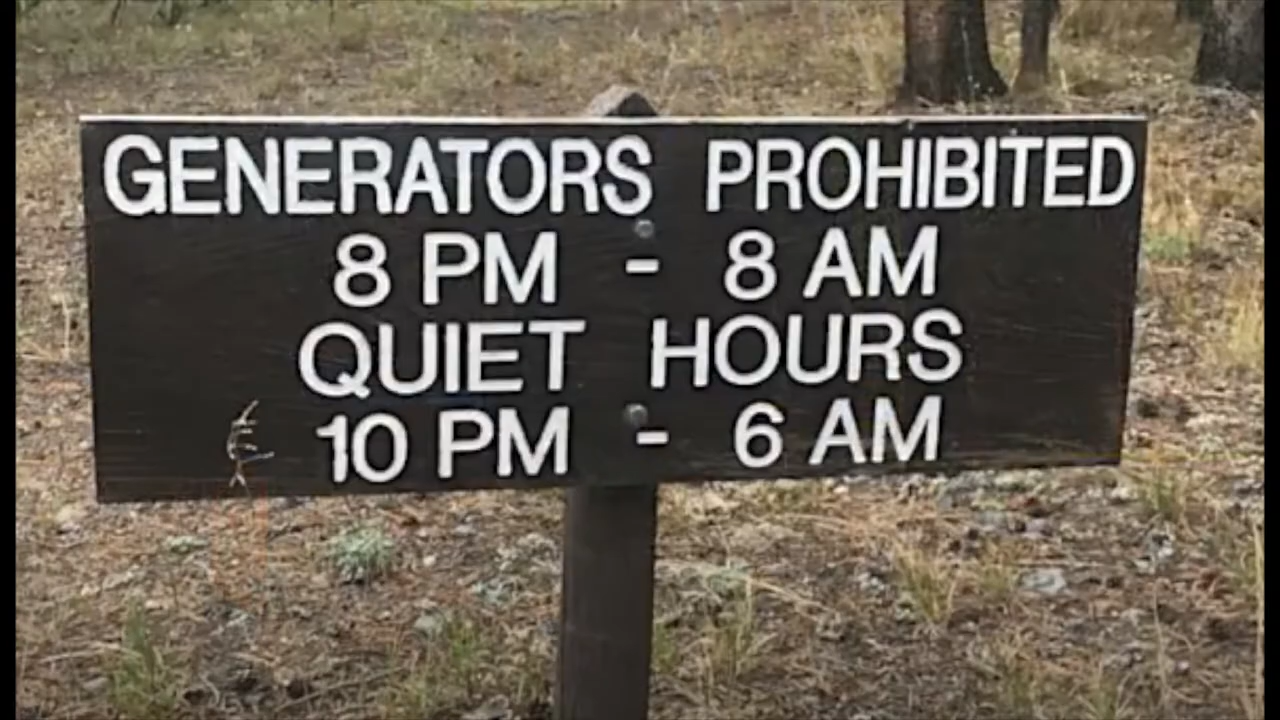 GENERATORS PROHIBITED
8 PM - 8 AM
QUIET HOURS
10 PM - 6 AM